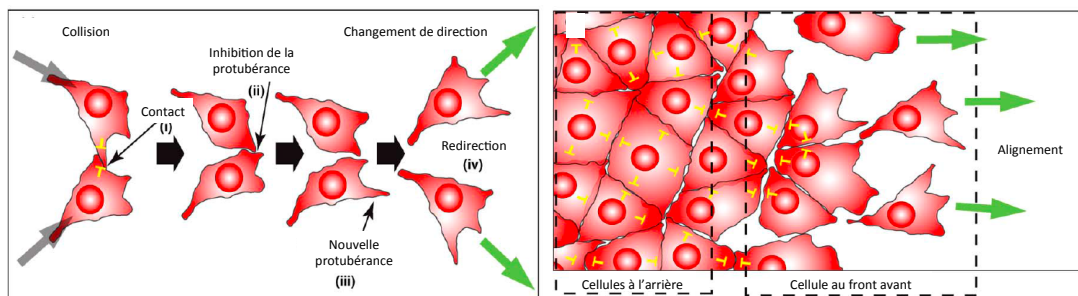 Collision
Contact
(i)
Inhibition de la
protubérance
(ii)
Nouvelle
protubérance
(iii)
Changement de direction
Redirection
(iv)
Alignement
Cellules à l’arrière
Cellule au front avant